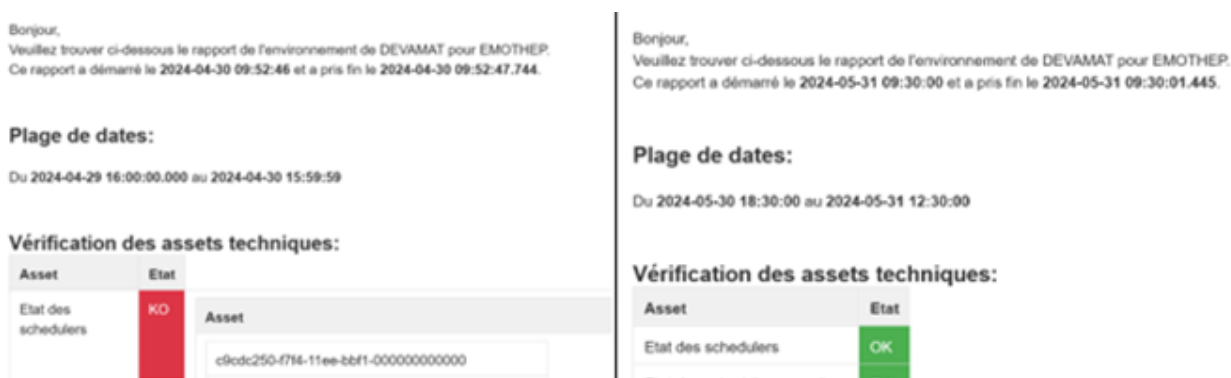 Bonjour,
Veuillez trouver ci-dessous le rapport de l'environnement de DEVAMAT pour EMOTHEP.
Ce rapport a démarré le 2024-04-30 09:52:46 et a pris fin le 2024-04-30 09:52:47.744.
Plage de dates:
Du 2024-04-29 16:00:00.000 au 2024-04-30 15:59:59
Vérification des assets techniques:
Asset Etat
Etat des schedulers KO
Asset
c9cdc250-f7f4-11ee-bbf1-000000000000
Bonjour,
Veuillez trouver ci-dessous le rapport de l'environnement de DEVAMAT pour EMOTHEP.
Ce rapport a démarré le 2024-05-31 09:30:00 et a pris fin le 2024-05-31 09:30:01.445.
Plage de dates:
Du 2024-05-30 18:30:00 au 2024-05-31 12:30:00
Vérification des assets techniques:
Asset Etat
Etat des schedulers OK